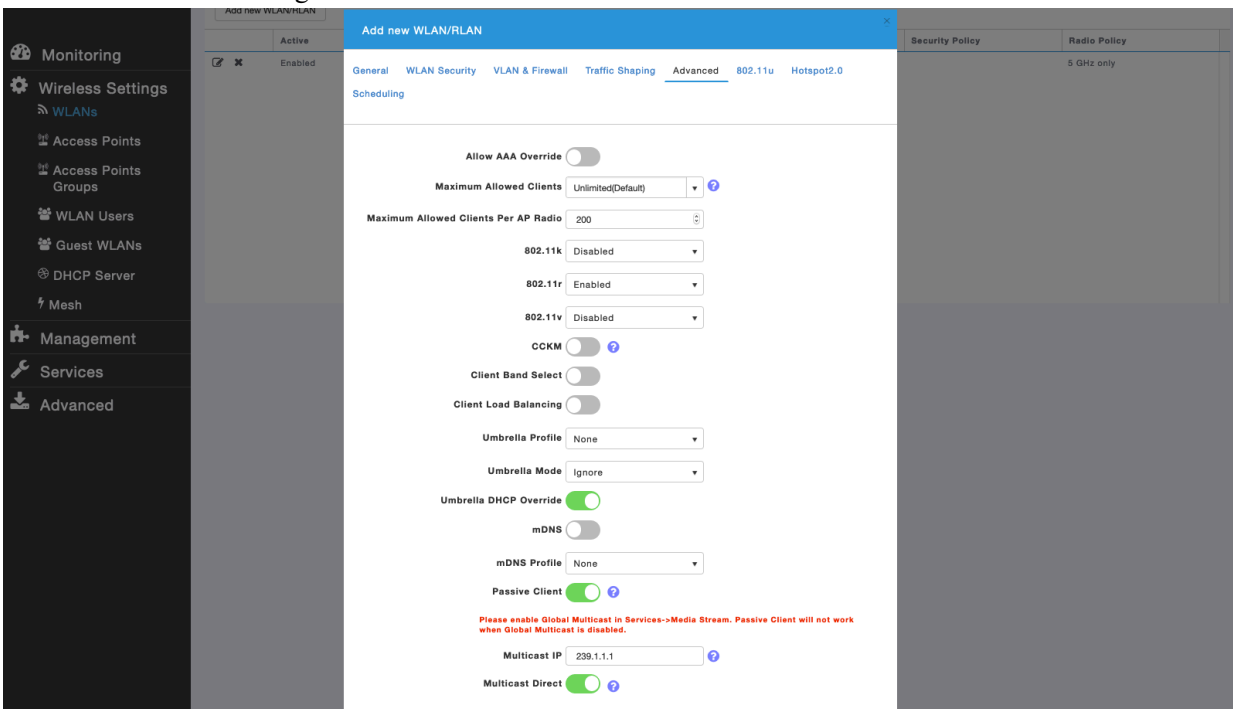 Add new WLAN/RLAN
Monitoring
Wireless Settings
WLANs
Access Points
Access Points
Groups
WLAN Users
Guest WLANs
DHCP Server
Mesh
Management
Services
Advanced
Active
Security Policy
Radio Policy
Enabled
5 GHz only
Add new WLAN/RLAN
×
General WLAN Security VLAN & Firewall Traffic Shaping Advanced 802.11u Hotspot2.0
Scheduling
Allow AAA Override
Maximum Allowed Clients Unlimited(Default) ?
Maximum Allowed Clients Per AP Radio 200
802.11k Disabled
802.11r Enabled
802.11v Disabled
CCKM ?
Client Band Select
Client Load Balancing
Umbrella Profile None
Umbrella Mode Ignore
Umbrella DHCP Override
mDNS
mDNS Profile None
Passive Client ?
Please enable Global Multicast in Services->Media Stream. Passive Client will not work
when Global Multicast is disabled.
Multicast IP 239.1.1.1 ?
Multicast Direct ?